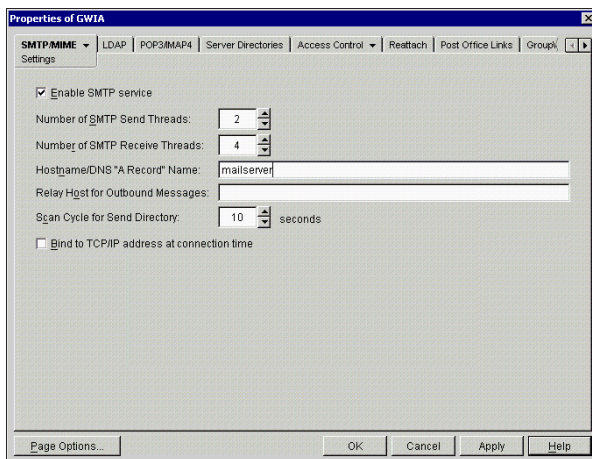 Properties of GWIA
SMTP/MIME LDAP POP3/IMAP4 Server Directories Access Control Reattach Post Office Links
Settings
Enable SMTP service
Number of SMTP Send Threads: 2
Number of SMTP Receive Threads: 4
Hostname/DNS "A Record" Name: mailserver
Relay Host for Outbound Messages:
Scan Cycle for Send Directory: 10 seconds
Bind to TCP/IP address at connection time
Page Options... OK Cancel Apply Help